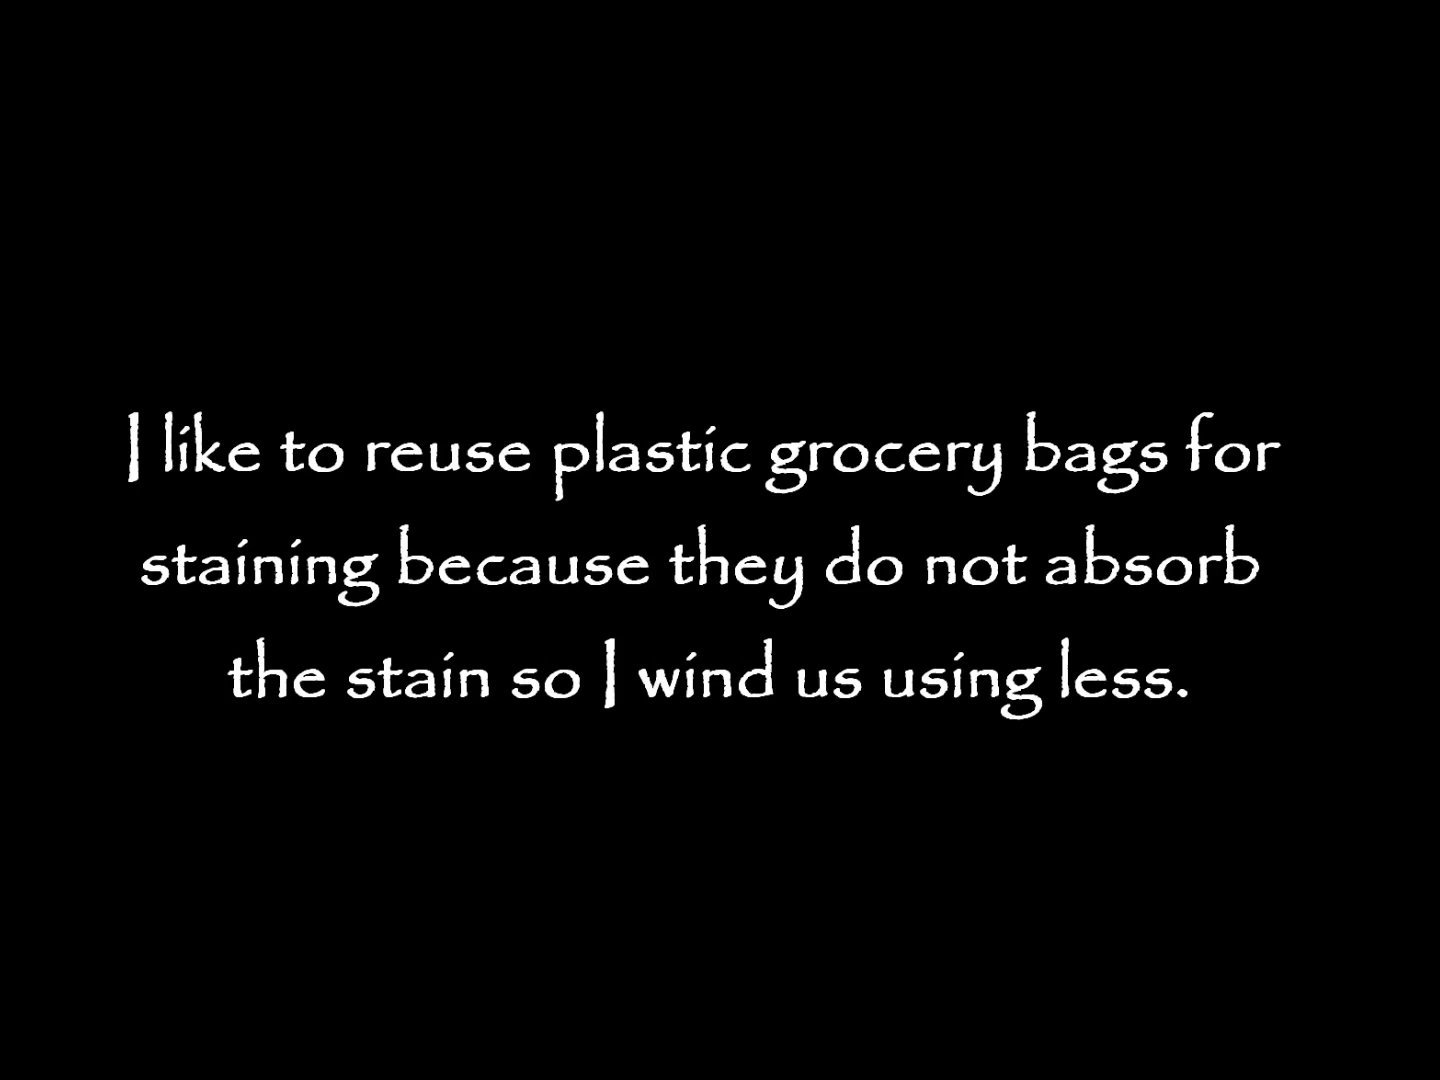 I like to reuse plastic grocery bags for
staining because they do not absorb
the stain so I wind us using less.